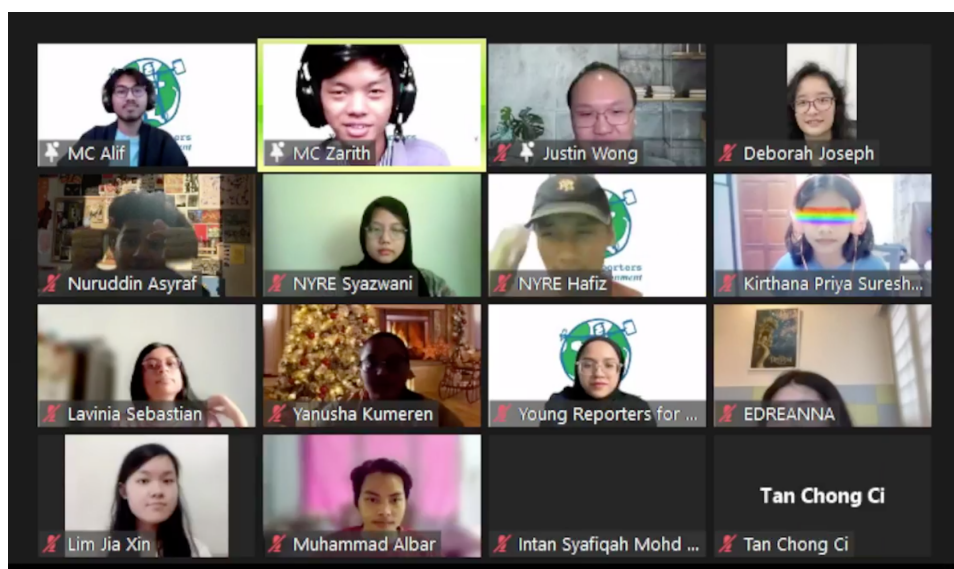 MC Alif
MC Zarith
Justin Wong
Deborah Joseph
Nuruddin Asyraf
NYRE Syazwani
NYRE Hafiz
Kirthana Priya Suresh...
Lavinia Sebastian
Yanusha Kumeren
Young Reporters for ...
EDREANNA
Lim Jia Xin
Muhammad Albar
Intan Syafiqah Mohd ...
Tan Chong Ci
Tan Chong Ci